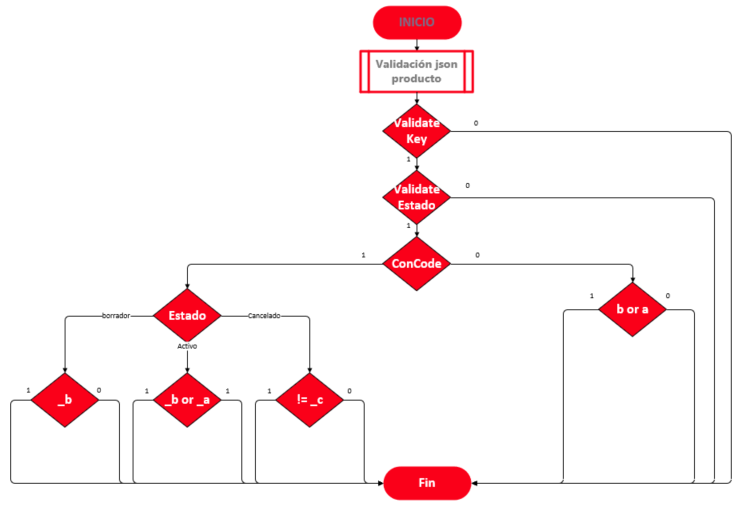 INICIO
Validación json
producto
Validate
Key
0
1
Validate
Estado
0
1
ConCode
1
0
Estado
borrador
Cancelado
Activo
b or a
1
0
_b
1
0
_b or _a
1
1
!= _c
1
0
Fin